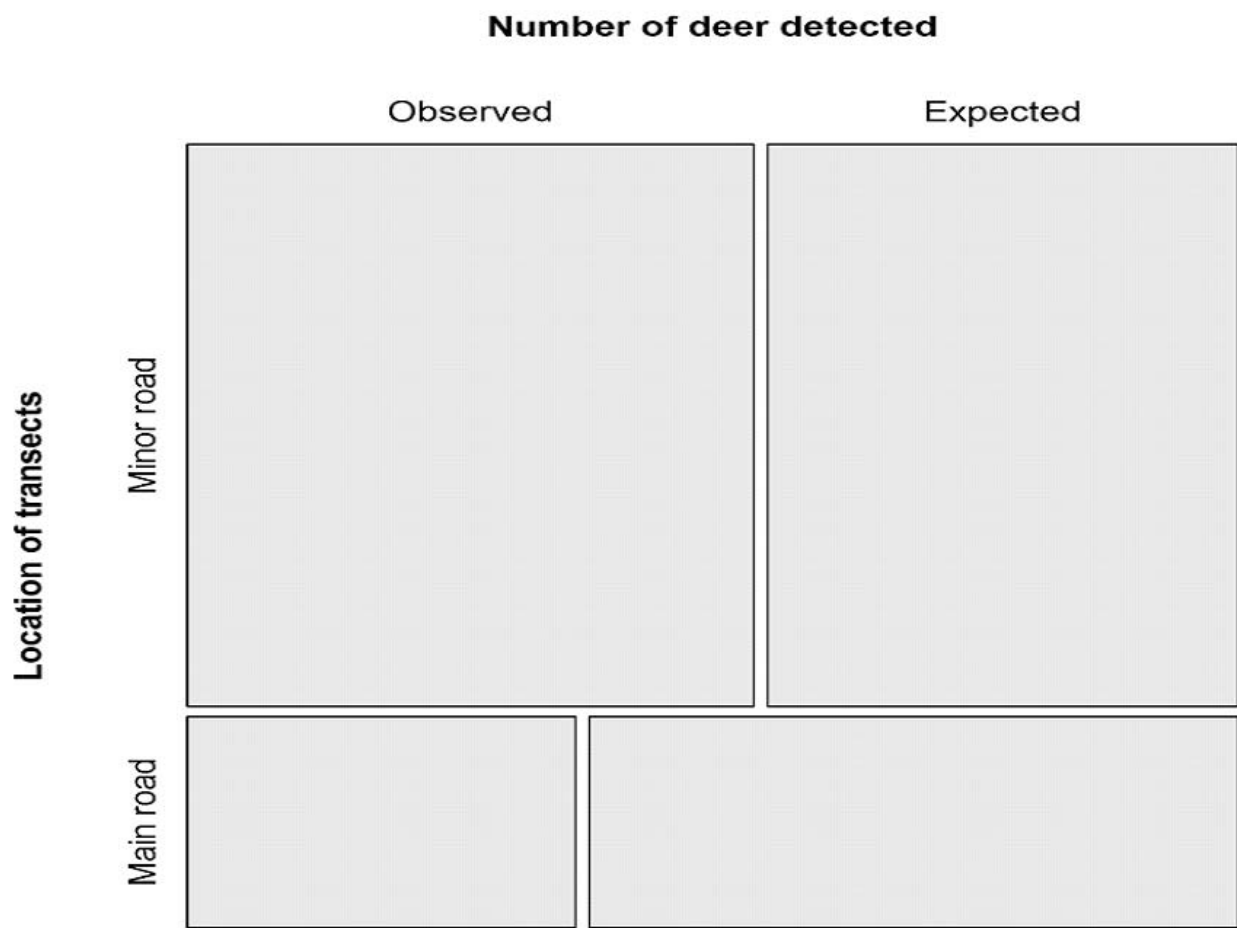 Number of deer detected
Observed Expected
Location of transects
Minor road
Main road